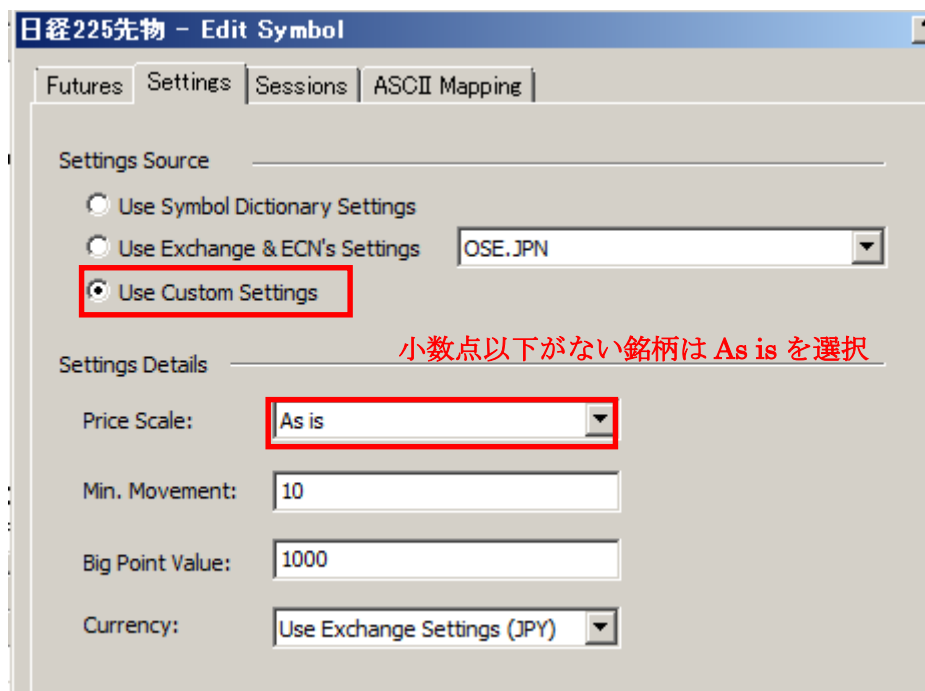 日経225先物 - Edit Symbol
Futures
Settings
Sessions
ASCII Mapping
Settings Source
Use Symbol Dictionary Settings
Use Exchange & ECN's Settings
OSE.JPN
Use Custom Settings
小数点以下がない銘柄は As is を選択
Settings Details
Price Scale:
As is
Min. Movement:
10
Big Point Value:
1000
Currency:
Use Exchange Settings (JPY)